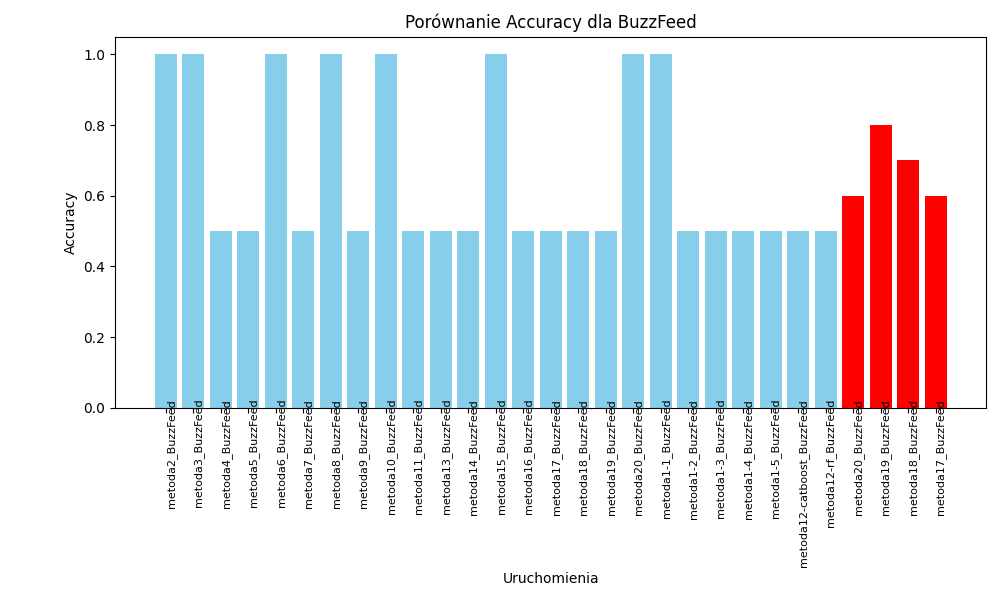 Porównanie Accuracy dla BuzzFeed
Accuracy
1.0
0.8
0.6
0.4
0.2
0.0
metoda2_BuzzFeed
metoda3_BuzzFeed
metoda4_BuzzFeed
metoda5_BuzzFeed
metoda6_BuzzFeed
metoda7_BuzzFeed
metoda8_BuzzFeed
metoda9_BuzzFeed
metoda10_BuzzFeed
metoda11_BuzzFeed
metoda13_BuzzFeed
metoda14_BuzzFeed
metoda15_BuzzFeed
metoda16_BuzzFeed
metoda17_BuzzFeed
metoda18_BuzzFeed
metoda19_BuzzFeed
metoda20_BuzzFeed
metoda1-1_BuzzFeed
metoda1-2_BuzzFeed
metoda1-3_BuzzFeed
metoda1-4_BuzzFeed
metoda1-5_BuzzFeed
metoda12-catboost_BuzzFeed
metoda12-rf_BuzzFeed
metoda20_BuzzFeed
metoda19_BuzzFeed
metoda18_BuzzFeed
metoda17_BuzzFeed
Uruchomienia